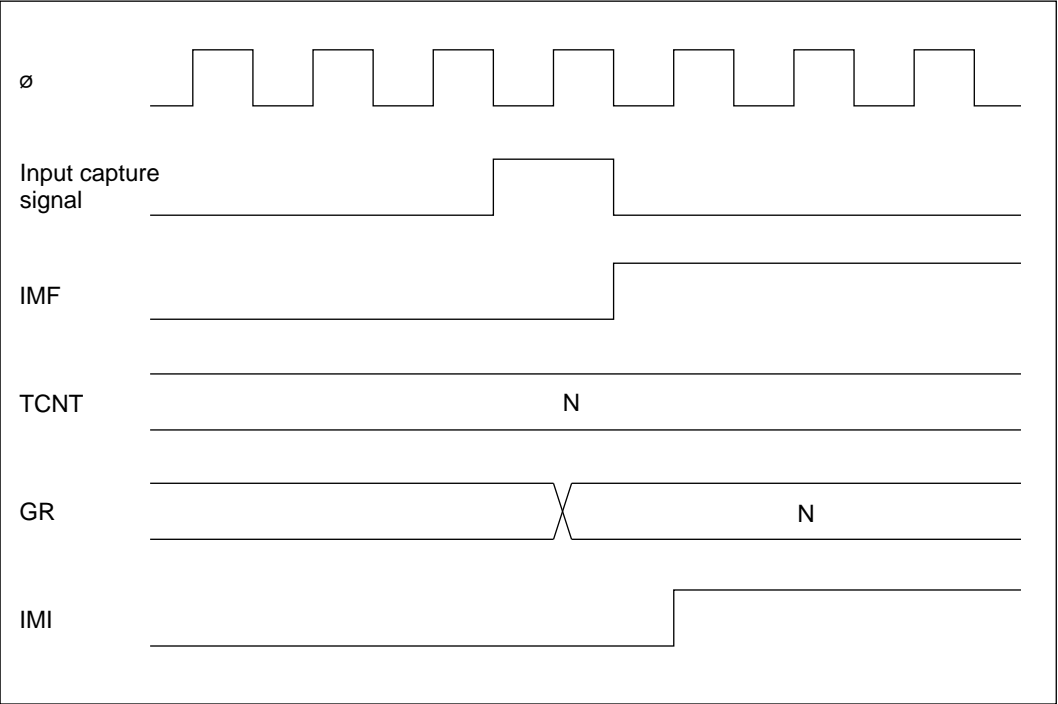 ø
Input capture
signal
IMF
TCNT
N
GR
N
IMI